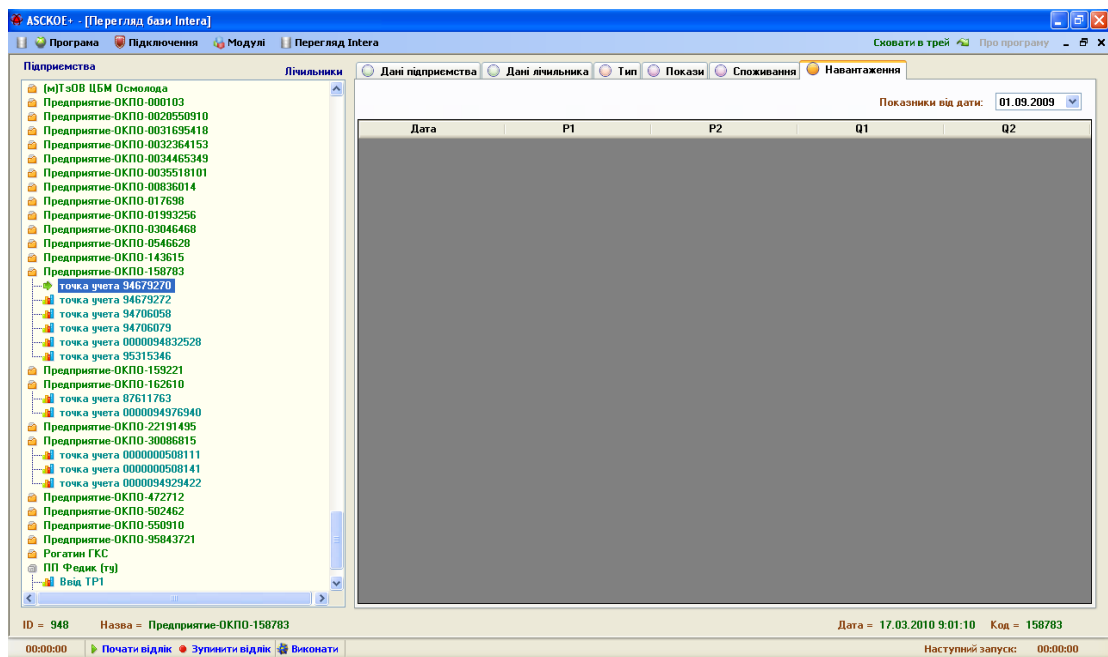 ASCKOE+ - [Перегляд бази Intera]
Програма Підключення Модулі Перегляд Intera Сховати в трей Про програму
Підприємства Лічильники
(м)ТзОВ ЦБМ Осмолода
Предприятие-ОКПО-000103
Предприятие-ОКПО-0020550910
Предприятие-ОКПО-0031695418
Предприятие-ОКПО-0032364153
Предприятие-ОКПО-0034465349
Предприятие-ОКПО-0035518101
Предприятие-ОКПО-00836014
Предприятие-ОКПО-017698
Предприятие-ОКПО-01993256
Предприятие-ОКПО-03046468
Предприятие-ОКПО-0546628
Предприятие-ОКПО-143615
Предприятие-ОКПО-158783
точка учета 94679270
точка учета 94679272
точка учета 94706058
точка учета 94706079
точка учета 0000094832528
точка учета 95315346
Предприятие-ОКПО-159221
Предприятие-ОКПО-162610
точка учета 87611763
точка учета 0000094976940
Предприятие-ОКПО-22191495
Предприятие-ОКПО-30086815
точка учета 0000000508111
точка учета 0000000508141
точка учета 0000094929422
Предприятие-ОКПО-472712
Предприятие-ОКПО-502462
Предприятие-ОКПО-550910
Предприятие-ОКПО-95843721
Рогатин ГКС
ПП Федик (ту)
Ввід ТР1
Дані підприємства Дані лічильника Тип Покази Споживання Навантаження
Показники від дати: 01.09.2009
Дата P1 P2 Q1 Q2
ID = 948 Назва = Предприятие-ОКПО-158783 Дата = 17.03.2010 9:01:10 Код = 158783
00:00:00 Почати відлік Зупинити відлік Виконати Наступний запуск: 00:00:00